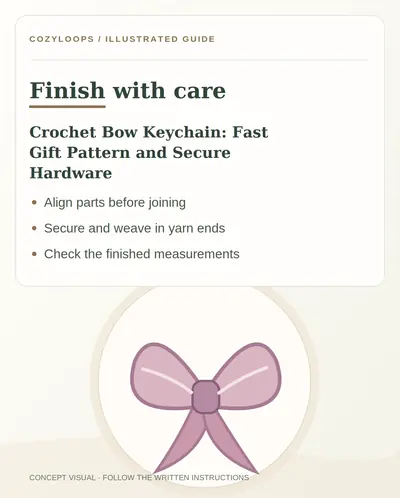 COZYLOOPS / ILLUSTRATED GUIDE
Finish with care
Crochet Bow Keychain: Fast
Gift Pattern and Secure
Hardware
• Align parts before joining
• Secure and weave in yarn ends
• Check the finished measurements
CONCEPT VISUAL · FOLLOW THE WRITTEN INSTRUCTIONS